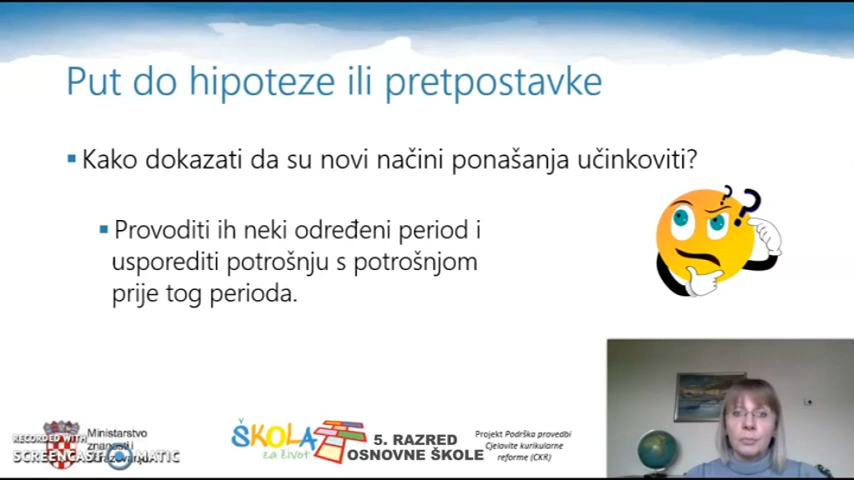 Put do hipoteze ili pretpostavke
Kako dokazati da su novi načini ponašanja učinkoviti?
Provoditi ih neki određeni period i
usporediti potrošnju s potrošnjom
prije tog perioda.
Ministarstvo
znanosti i
obrazovanja
RECORDED WITH
SCREENCAST MATIC
ŠKOLA
za život
5. RAZRED
OSNOVNE ŠKOLE
Projekt Podrška provedbi
Cjelovite kurikularne
reforme (CKR)